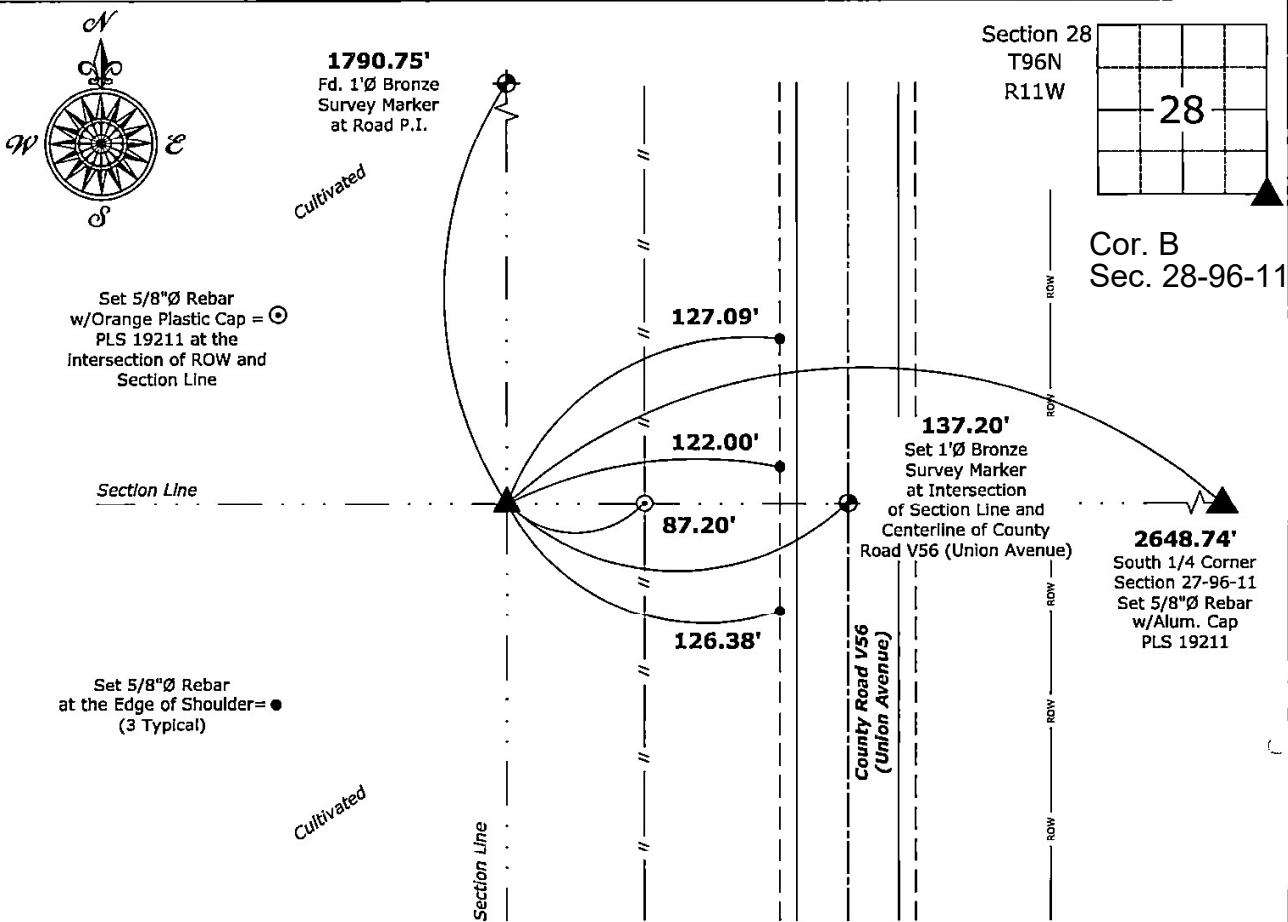 N
W
E
S
1790.75'
Fd. 1'Ø Bronze
Survey Marker
at Road P.I.
Section 28
T96N
R11W
28
Cor. B
Sec. 28-96-11
Cultivated
Set 5/8"Ø Rebar
w/Orange Plastic Cap =
PLS 19211 at the
intersection of ROW and
Section Line
127.09'
122.00'
87.20'
126.38'
137.20'
Set 1'Ø Bronze
Survey Marker
at Intersection
of Section Line and
Centerline of County
Road V56 (Union Avenue)
Section Line
2648.74'
South 1/4 Corner
Section 27-96-11
Set 5/8"Ø Rebar
w/Alum. Cap
PLS 19211
ROW
ROW
ROW
ROW
ROW
Set 5/8"Ø Rebar
at the Edge of Shoulder=
(3 Typical)
County Road V56
(Union Avenue)
Cultivated
Section Line